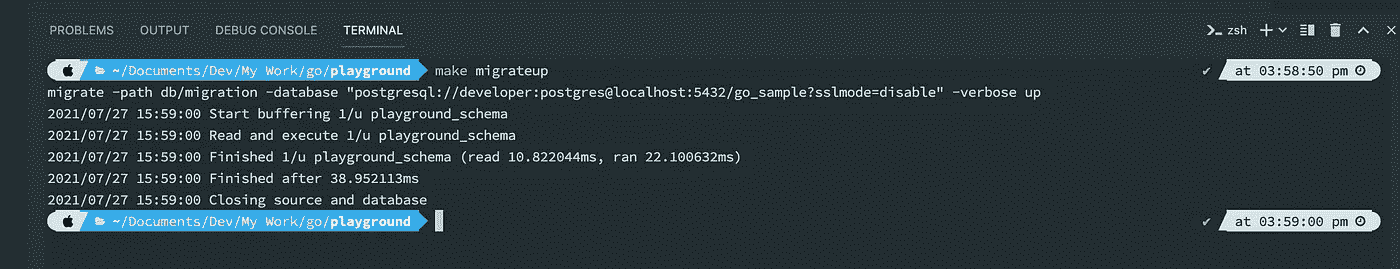 PROBLEMS OUTPUT DEBUG CONSOLE TERMINAL zsh
~/Documents/Dev/My Work/go/playground make migrateup ✔ at 03:58:50 pm
migrate -path db/migration -database "postgresql://developer:postgres@localhost:5432/go_sample?sslmode=disable" -verbose up
2021/07/27 15:59:00 Start buffering 1/u playground_schema
2021/07/27 15:59:00 Read and execute 1/u playground_schema
2021/07/27 15:59:00 Finished 1/u playground_schema (read 10.822044ms, ran 22.100632ms)
2021/07/27 15:59:00 Finished after 38.952113ms
2021/07/27 15:59:00 Closing source and database
~/Documents/Dev/My Work/go/playground ✔ at 03:59:00 pm